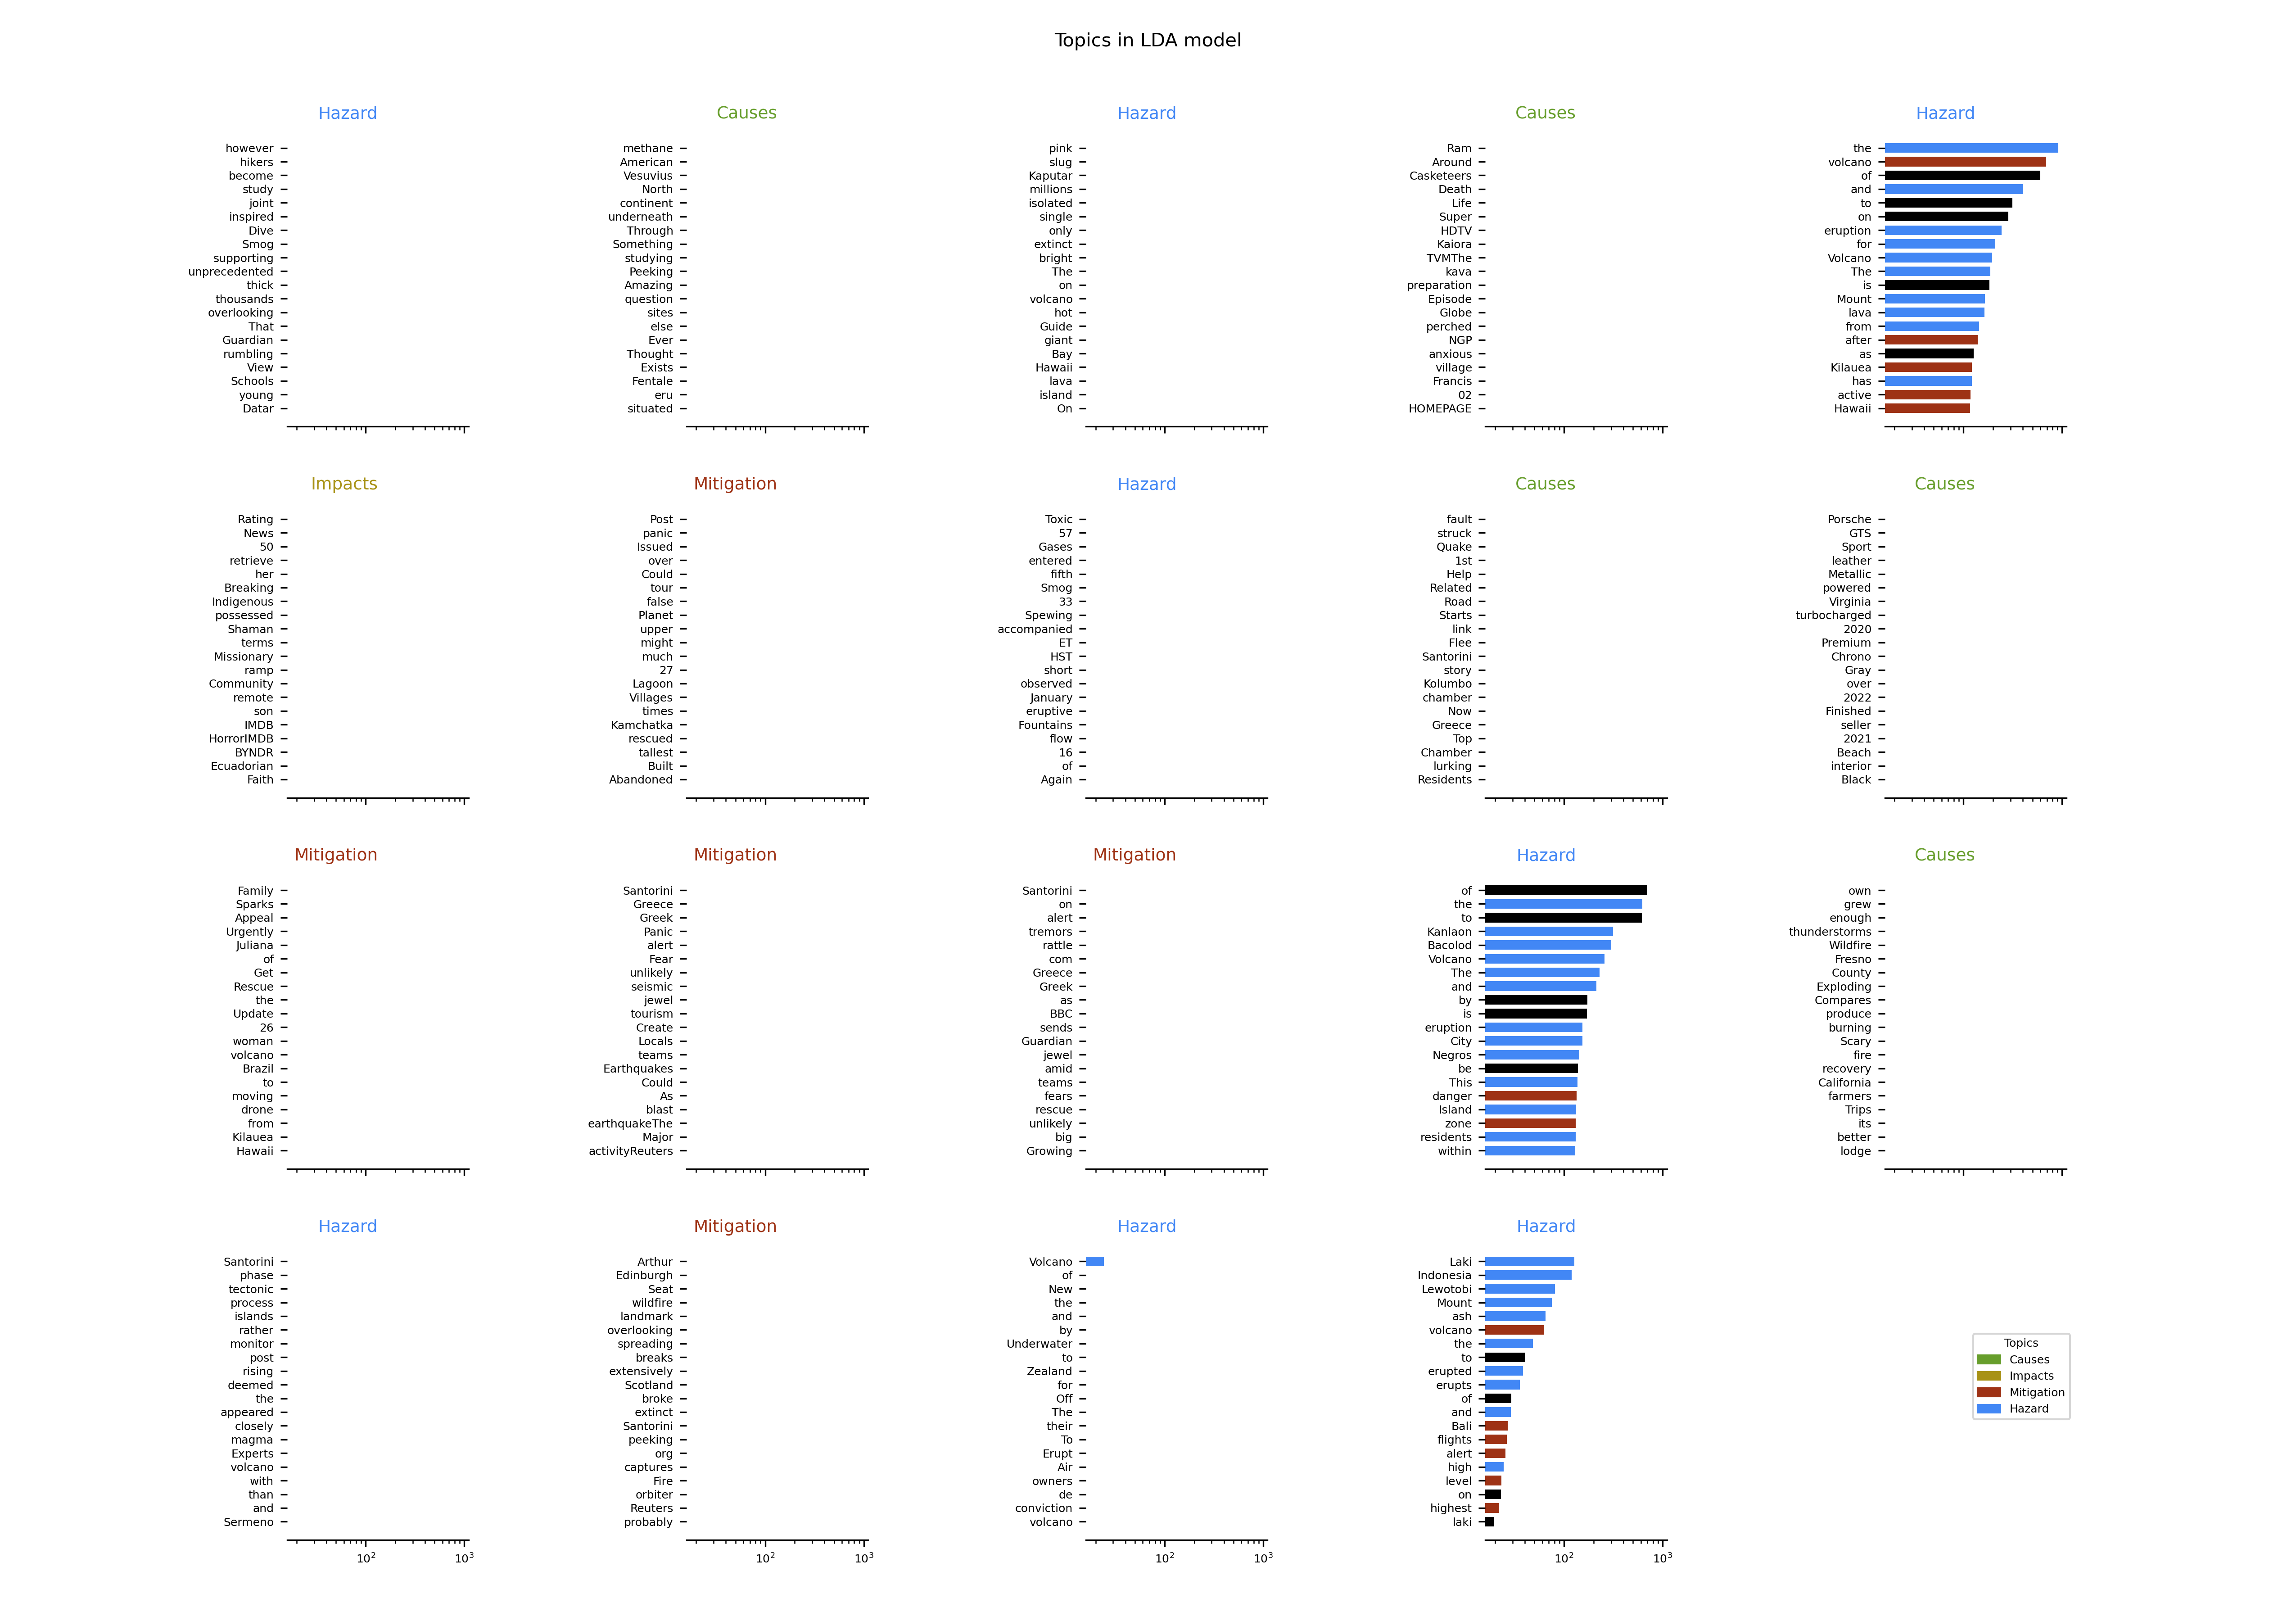 Topics in LDA model
Hazard
however
hikers
become
study
joint
inspired
Dive
Smog
supporting
unprecedented
thick
thousands
overlooking
That
Guardian
rumbling
View
Schools
young
Datar
Causes
methane
American
Vesuvius
North
continent
underneath
Through
Something
studying
Peeking
Amazing
question
sites
else
Ever
Thought
Exists
Fentale
eru
situated
Hazard
pink
slug
Kaputar
millions
isolated
single
only
extinct
bright
The
on
volcano
hot
Guide
giant
Bay
Hawaii
lava
island
On
Causes
Ram
Around
Casketeers
Death
Life
Super
HDTV
Kaiora
TVMThe
kava
preparation
Episode
Globe
perched
NGP
anxious
village
Francis
02
HOMEPAGE
Hazard
the
volcano
of
and
to
on
eruption
for
Volcano
The
is
Mount
lava
from
after
as
Kilauea
has
active
Hawaii
Impacts
Rating
News
50
retrieve
her
Breaking
Indigenous
possessed
Shaman
terms
Missionary
ramp
Community
remote
son
IMDB
HorrorIMDB
BYNDR
Ecuadorian
Faith
Mitigation
Post
panic
Issued
over
Could
tour
false
Planet
upper
might
much
27
Lagoon
Villages
times
Kamchatka
rescued
tallest
Built
Abandoned
Hazard
Toxic
57
Gases
entered
fifth
Smog
33
Spewing
accompanied
ET
HST
short
observed
January
eruptive
Fountains
flow
16
of
Again
Causes
fault
struck
Quake
1st
Help
Related
Road
Starts
link
Flee
Santorini
story
Kolumbo
chamber
Now
Greece
Top
Chamber
lurking
Residents
Causes
Porsche
GTS
Sport
leather
Metallic
powered
Virginia
turbocharged
2020
Premium
Chrono
Gray
over
2022
Finished
seller
2021
Beach
interior
Black
Mitigation
Family
Sparks
Appeal
Urgently
Juliana
of
Get
Rescue
the
Update
26
woman
volcano
Brazil
to
moving
drone
from
Kilauea
Hawaii
Mitigation
Santorini
Greece
Greek
Panic
alert
Fear
unlikely
seismic
jewel
tourism
Create
Locals
teams
Earthquakes
Could
As
blast
earthquakeThe
Major
activityReuters
Mitigation
Santorini
on
alert
tremors
rattle
com
Greece
Greek
as
BBC
sends
Guardian
jewel
amid
teams
fears
rescue
unlikely
big
Growing
Hazard
of
the
to
Kanlaon
Bacolod
Volcano
The
and
by
is
eruption
City
Negros
be
This
danger
Island
zone
residents
within
Causes
own
grew
enough
thunderstorms
Wildfire
Fresno
County
Exploding
Compares
produce
burning
Scary
fire
recovery
California
farmers
Trips
its
better
lodge
Hazard
Santorini
phase
tectonic
process
islands
rather
monitor
post
rising
deemed
the
appeared
closely
magma
Experts
volcano
with
than
and
Sermeno
10² 10³
Mitigation
Arthur
Edinburgh
Seat
wildfire
landmark
overlooking
spreading
breaks
extensively
Scotland
broke
extinct
Santorini
peeking
org
captures
Fire
orbiter
Reuters
probably
10² 10³
Hazard
Volcano
of
New
the
and
by
Underwater
to
Zealand
for
Off
The
their
To
Erupt
Air
owners
de
conviction
volcano
10² 10³
Hazard
Laki
Indonesia
Lewotobi
Mount
ash
volcano
the
to
erupted
erupts
of
and
Bali
flights
alert
high
level
on
highest
laki
10² 10³
Topics
Causes
Impacts
Mitigation
Hazard